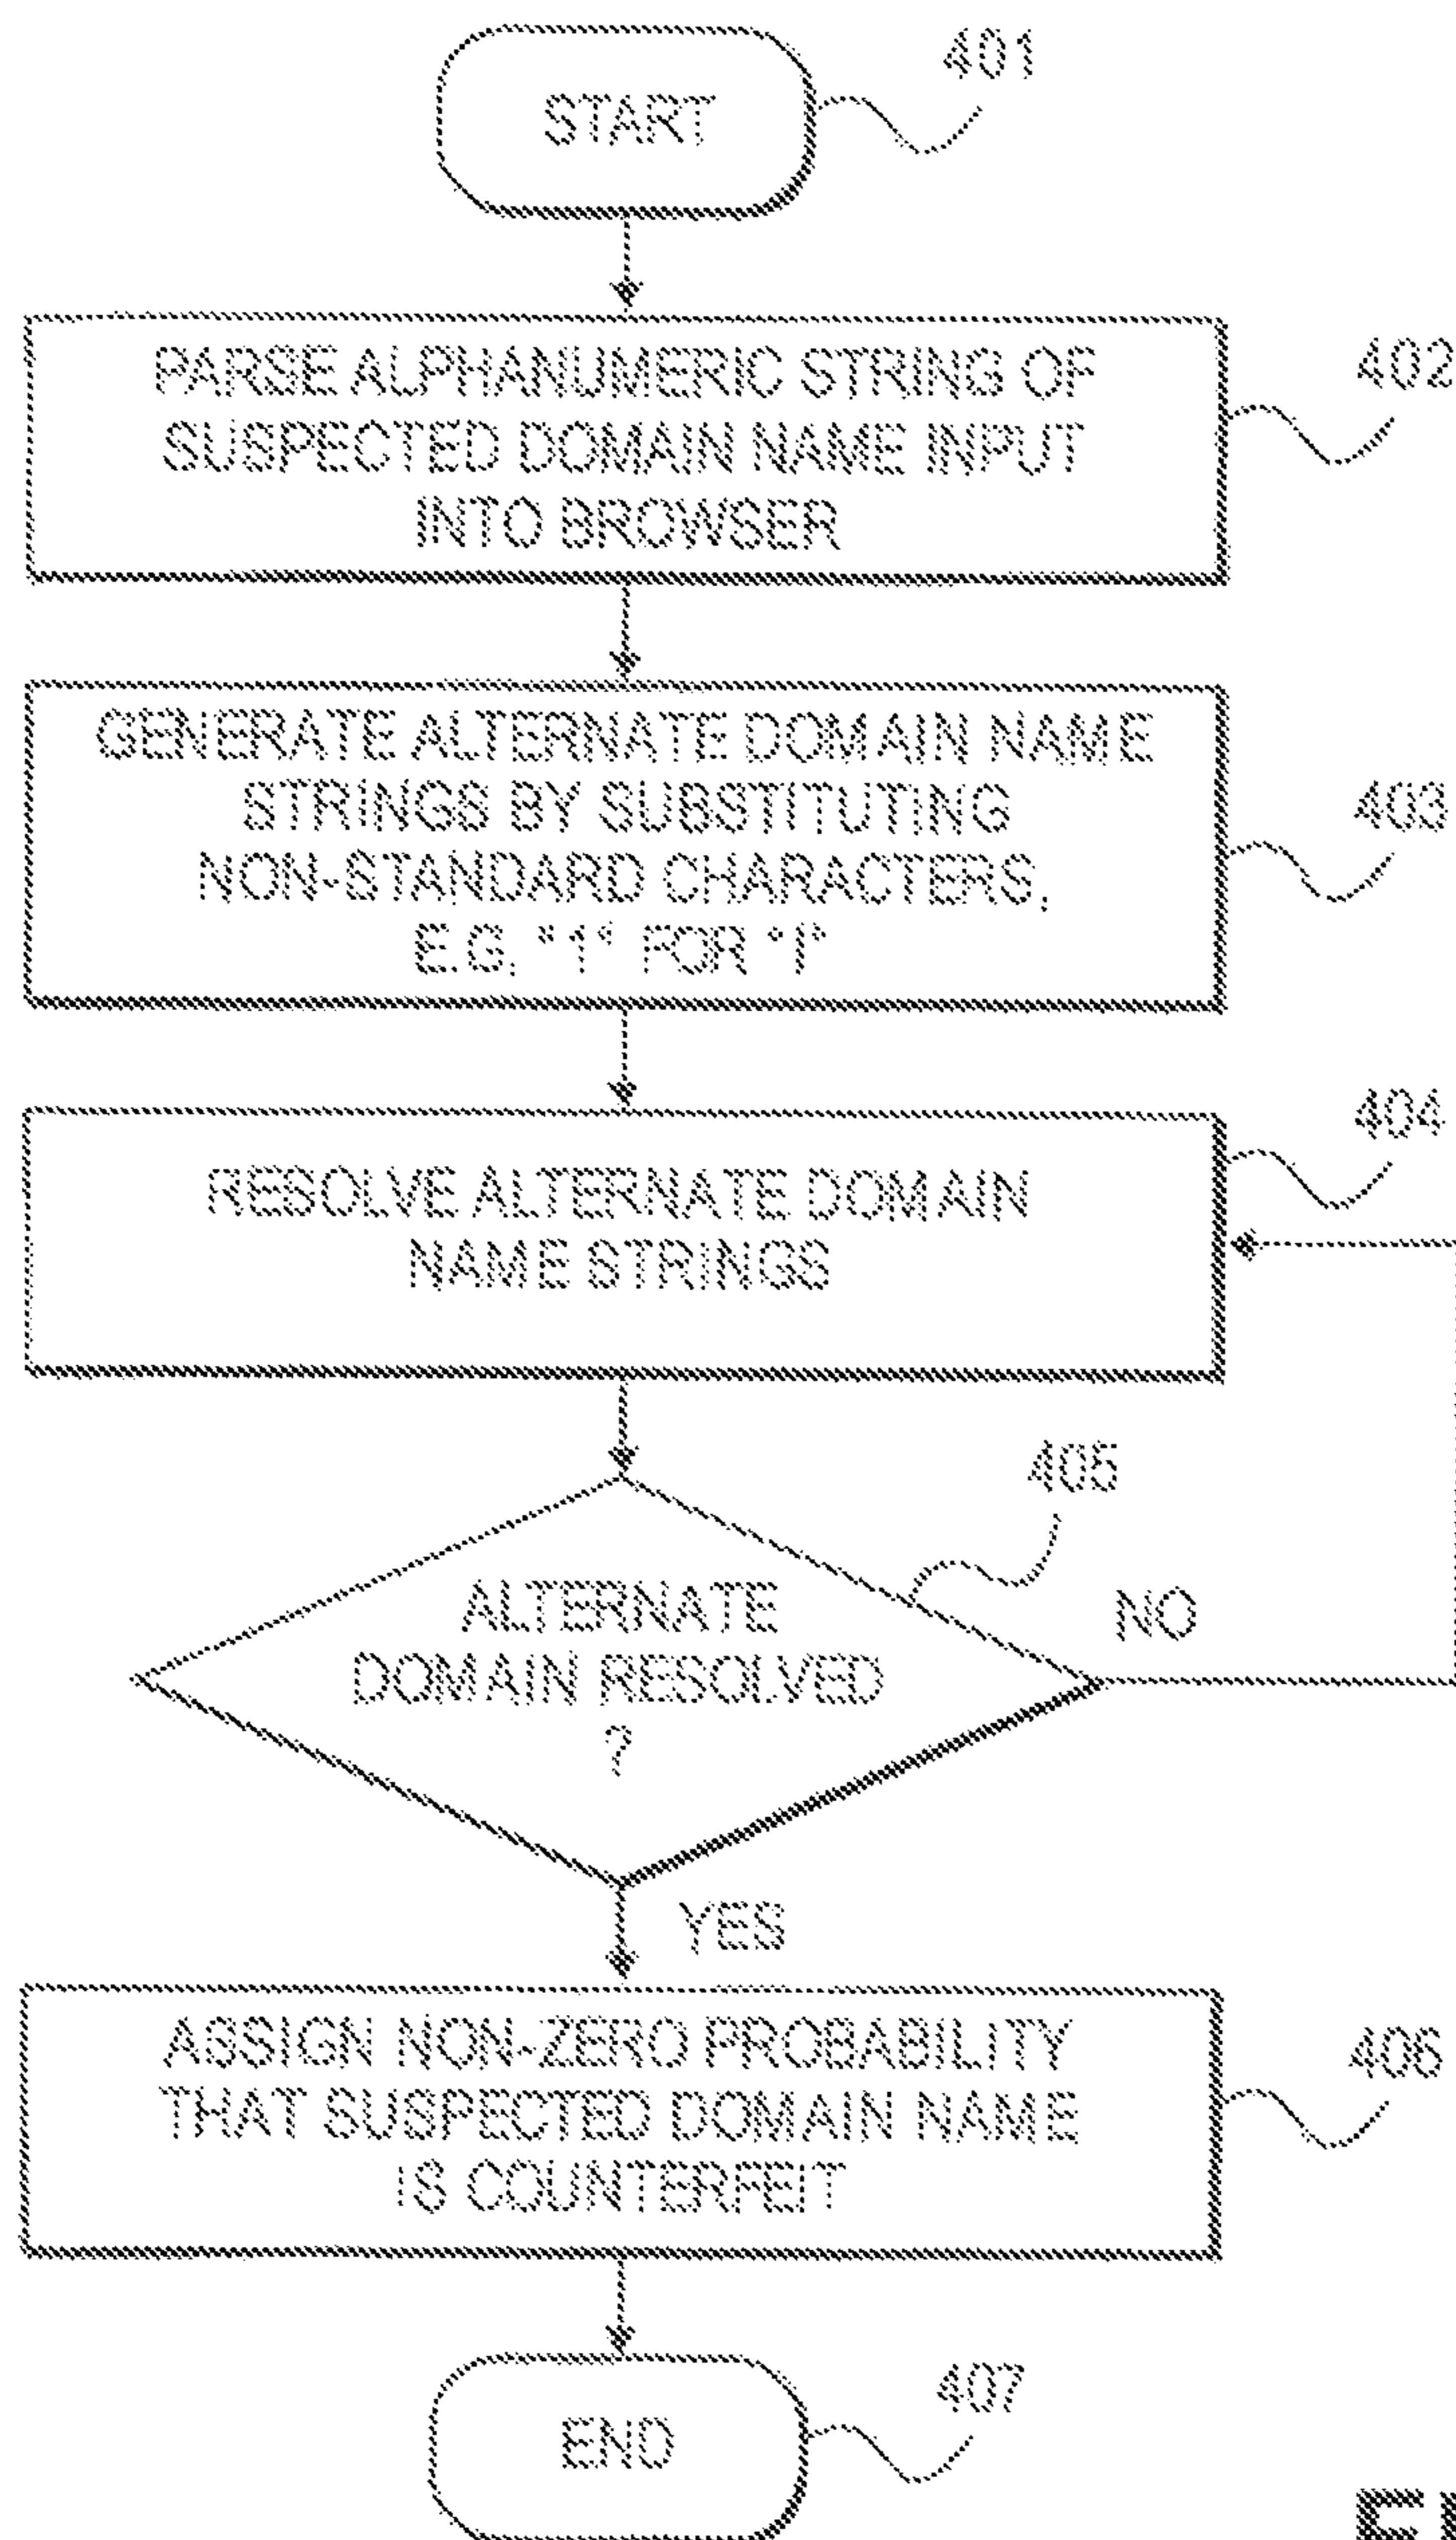 START
401
PARSE ALPHANUMERIC STRING OF
SUSPECTED DOMAIN NAME INPUT
INTO BROWSER
402
GENERATE ALTERNATE DOMAIN NAME
STRINGS BY SUBSTITUTING
NON-STANDARD CHARACTERS,
E.G. "1" FOR "I"
403
RESOLVE ALTERNATE DOMAIN
NAME STRINGS
404
405
ALTERNATE
DOMAIN RESOLVED
?
NO
YES
ASSIGN NON-ZERO PROBABILITY
THAT SUSPECTED DOMAIN NAME
IS COUNTERFEIT
406
END
407